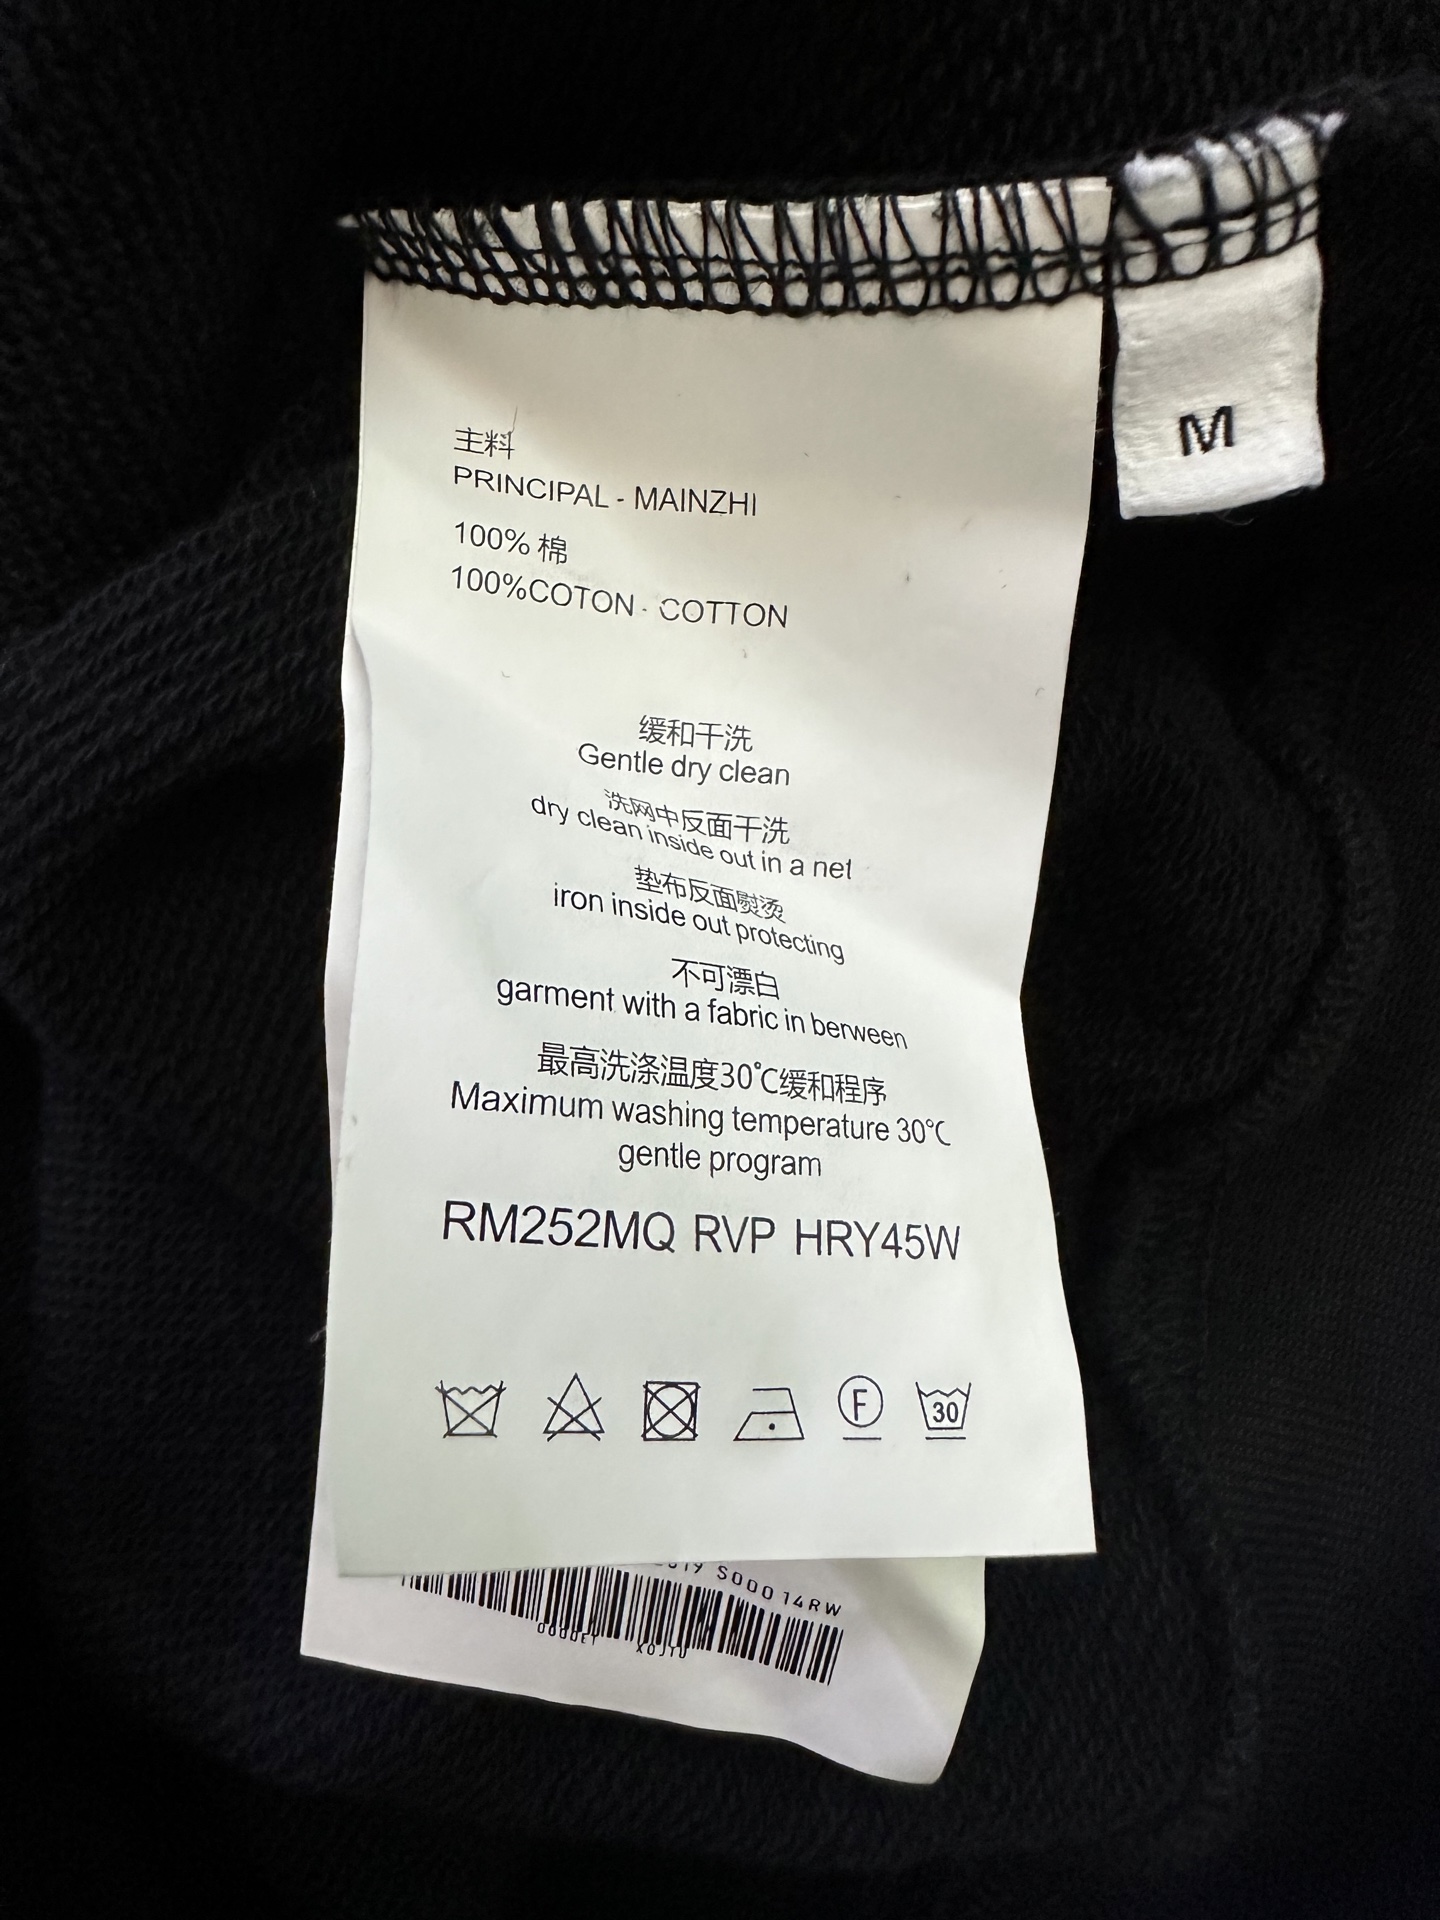 M
主料
PRINCIPAL - MAINZHI
100% 棉
100%COTON - COTTON
缓和干洗
Gentle dry clean
洗网中反面干洗
dry clean inside out in a net
垫布反面熨烫
iron inside out protecting
不可漂白
garment with a fabric in berween
最高洗涤温度30℃缓和程序
Maximum washing temperature 30℃
gentle program
RM252MQ RVP HRY45W
F
30
S000 14RW